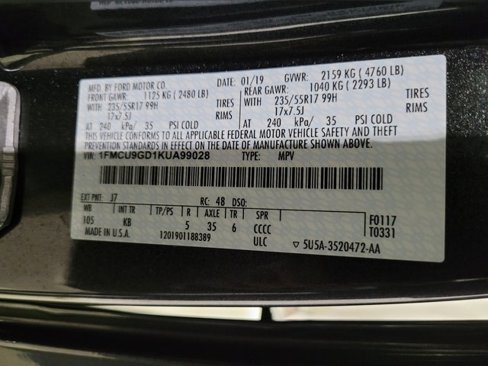 MFD. BY FORD MOTOR CO.
DATE: 01/19 GVWR: 2159 KG ( 4760 LB)
FRONT GAWR: 1125 KG ( 2480 LB) REAR GAWR: 1040 KG ( 2293 LB)
WITH 235/55R17 99H TIRES WITH 235/55R17 99H TIRES
17x7.5J RIMS 17x7.5J RIMS
AT 240 kPa/ 35 PSI COLD AT 240 kPa/ 35 PSI COLD
THIS VEHICLE CONFORMS TO ALL APPLICABLE FEDERAL MOTOR VEHICLE SAFETY AND THEFT PREVENTION
STANDARDS IN EFFECT ON THE DATE OF MANUFACTURE SHOWN ABOVE.
VIN: 1FMCU9GD1KUA99028 TYPE: MPV
EXT PNT: J7 RC: 48 DSO:
WB INT TR TP/PS R AXLE TR SPR F0117
105 KB 5 35 6 CCCC T0331
MADE IN U.S.A. 1201901188389 ULC 5U5A-3520472-AA